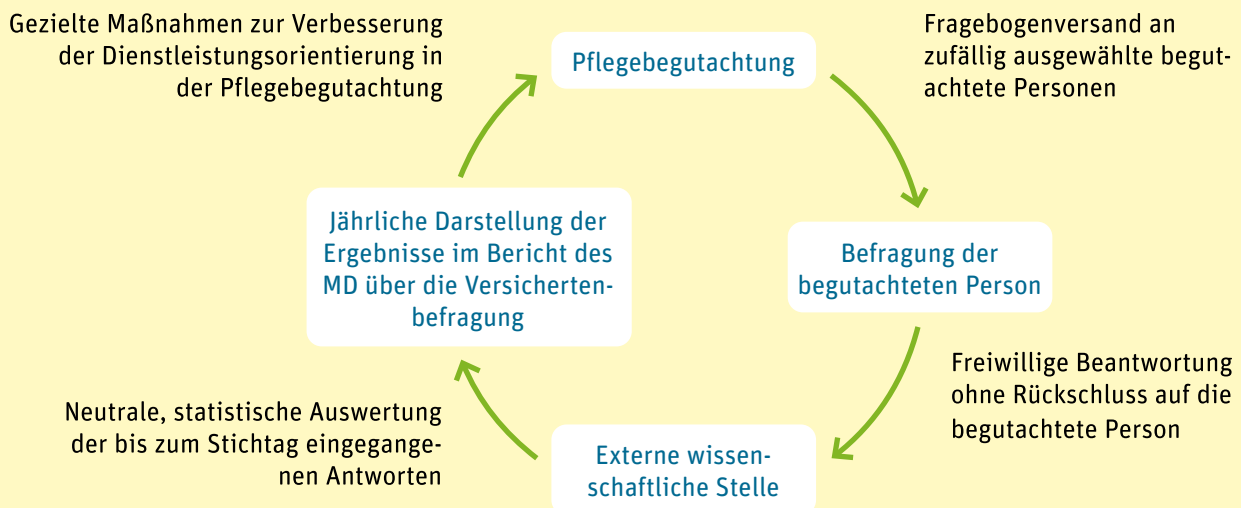 Gezielte Maßnahmen zur Verbesserung
der Dienstleistungsorientierung in
der Pflegebegutachtung
Pflegebegutachtung
Fragebogenversand an
zufällig ausgewählte begut-
achtete Personen
Jährliche Darstellung der
Ergebnisse im Bericht des
MD über die Versicherten-
befragung
Befragung der
begutachteten Person
Freiwillige Beantwortung
ohne Rückschluss auf die
begutachtete Person
Neutrale, statistische Auswertung
der bis zum Stichtag eingegange-
nen Antworten
Externe wissen-
schaftliche Stelle